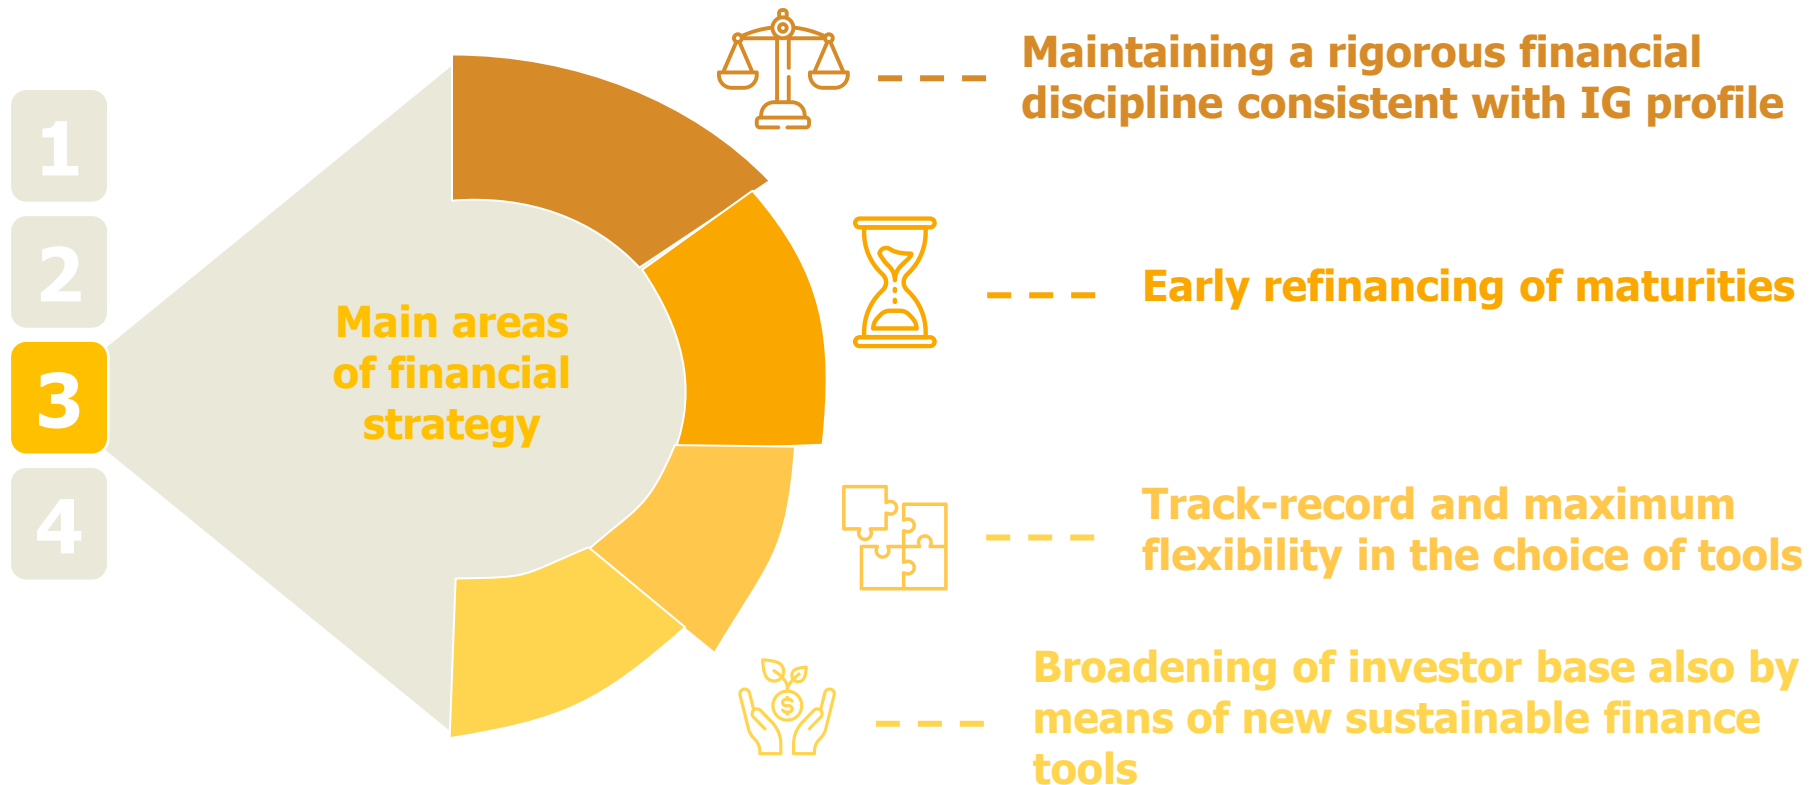 1
2
3
4
Main areas
of financial
strategy
Maintaining a rigorous financial
discipline consistent with IG profile
Early refinancing of maturities
Track-record and maximum
flexibility in the choice of tools
$
Broadening of investor base also by
means of new sustainable finance
tools